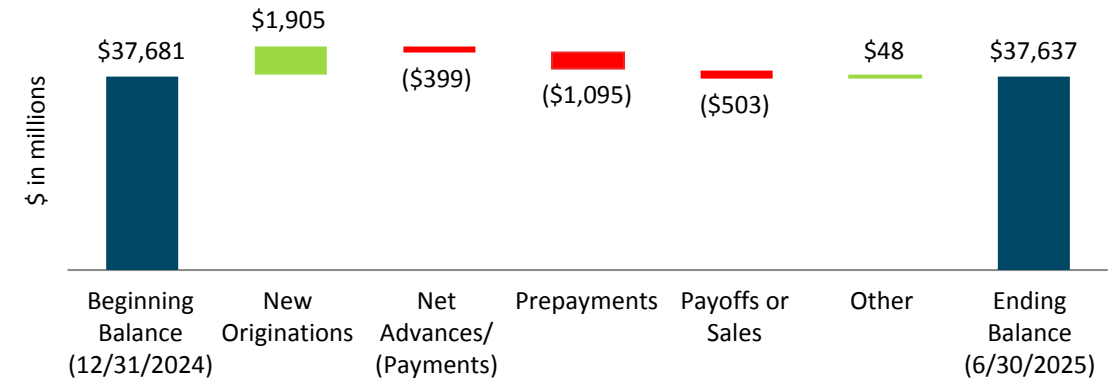 $1,905
$37,681
$48
$37,637
($399)
($1,095)
($503)
$ in millions
Beginning
Balance
(12/31/2024)
New
Originations
Net
Advances/
(Payments)
Prepayments
Payoffs or
Sales
Other
Ending
Balance
(6/30/2025)